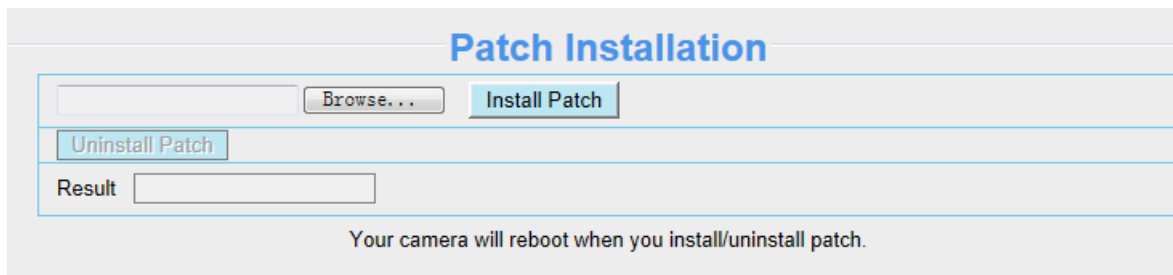 Patch Installation
Browse... Install Patch
Uninstall Patch
Result
Your camera will reboot when you install/uninstall patch.